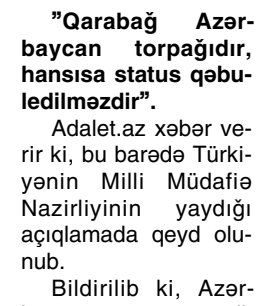 "Qarabağ Azər-
baycan torpağıdır,
hansısa status qəbu-
ledilməzdir".
Adalet.az xəbər ve-
rir ki, bu barədə Türki-
yənin Milli Müdafiə
Nazirliyinin yaydığı
açıqlamada qeyd olu-
nub.
Bildirilib ki, Azər-